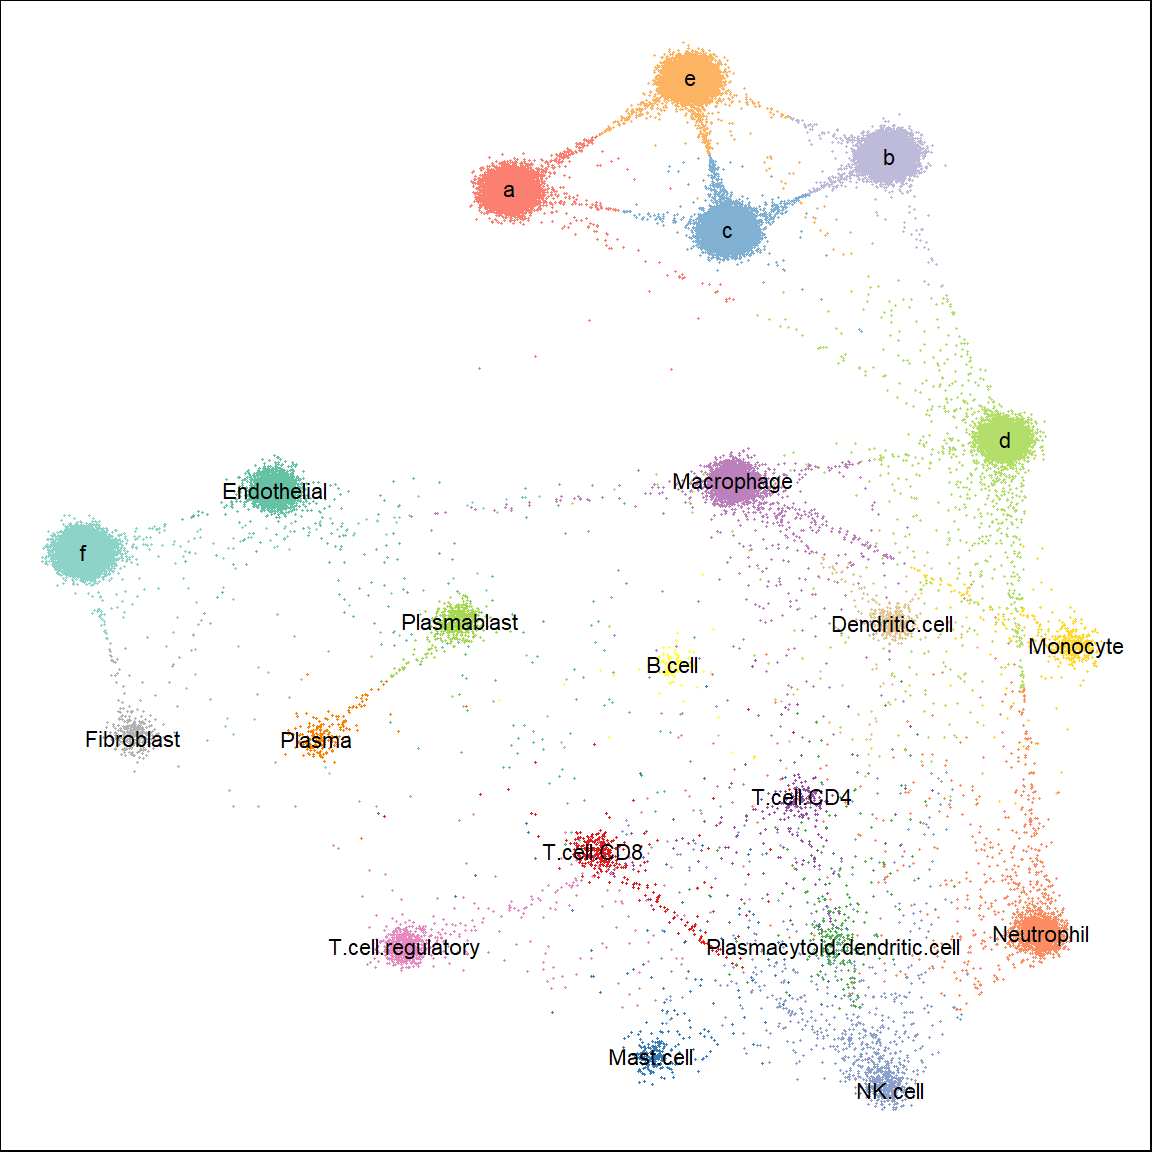 e
b
a
c
d
Macrophage
Endothelial
f
Plasmablast
Dendritic.cell
Monocyte
B.cell
Fibroblast
Plasma
T.cell.CD4
T.cell.CD8
Neutrophil
T.cell.regulatory
Plasmacytoid.dendritic.cell
Mast.cell
NK.cell